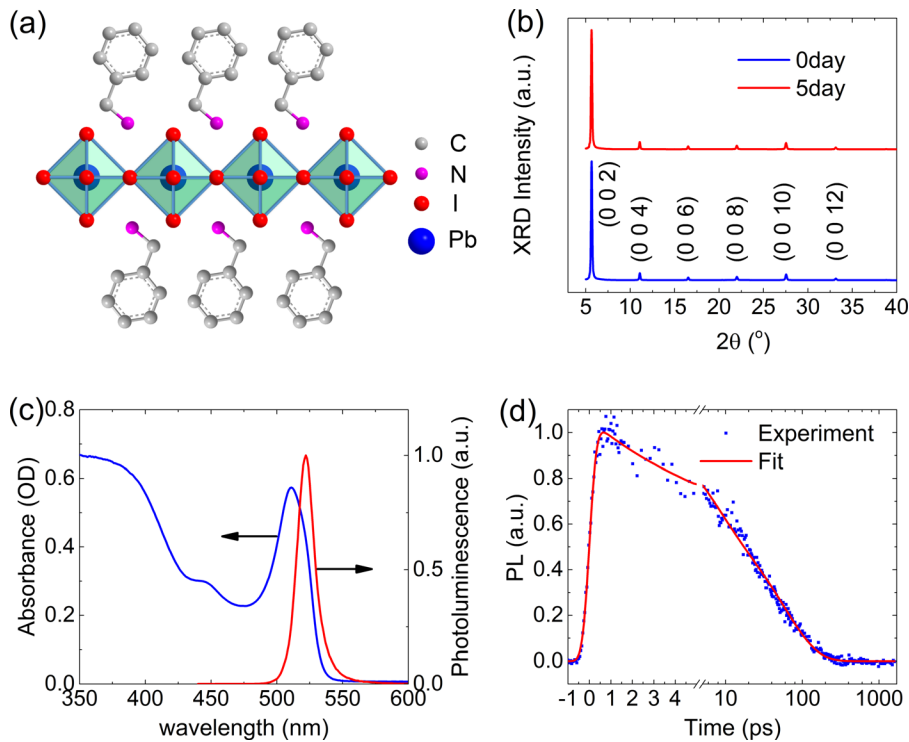 (a)
C
N
I
Pb
(b)
XRD Intensity (a.u.)
0day
5day
(0 0 2)
(0 0 4)
(0 0 6)
(0 0 8)
(0 0 10)
(0 0 12)
5 10 15 20 25 30 35 40
2θ (°)
(c)
Absorbance (OD)
0.8
0.6
0.4
0.2
0.0
1.0
0.5
0.0
Photoluminescence (a.u.)
350 400 450 500 550 600
wavelength (nm)
(d)
PL (a.u.)
1.0
0.8
0.6
0.4
0.2
0.0
Experiment
Fit
-1 0 1 2 3 4 10 100 1000
Time (ps)